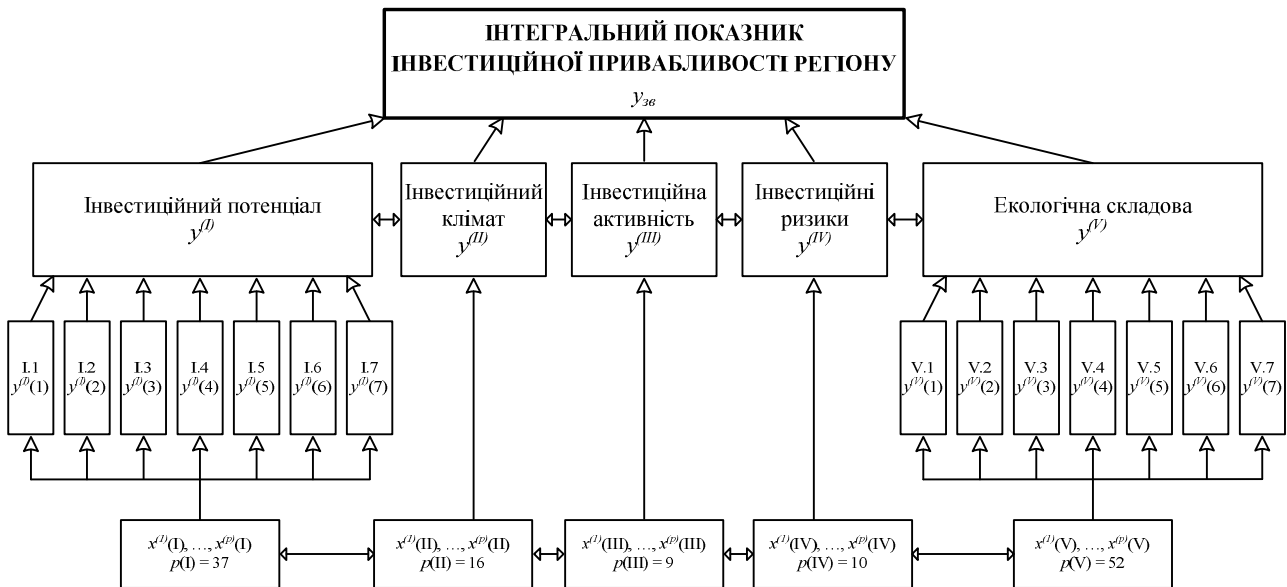 ІНТЕГРАЛЬНИЙ ПОКАЗНИК
ІНВЕСТИЦІЙНОЇ ПРИВАБЛИВОСТІ РЕГІОНУ
y_зв
Інвестиційний потенціал
y^(I)
Інвестиційний
клімат
y^(II)
Інвестиційна
активність
y^(III)
Інвестиційні
ризики
y^(IV)
Екологічна складова
y^(V)
I.1
y^(I)(1)
I.2
y^(I)(2)
I.3
y^(I)(3)
I.4
y^(I)(4)
I.5
y^(I)(5)
I.6
y^(I)(6)
I.7
y^(I)(7)
V.1
y^(V)(1)
V.2
y^(V)(2)
V.3
y^(V)(3)
V.4
y^(V)(4)
V.5
y^(V)(5)
V.6
y^(V)(6)
V.7
y^(V)(7)
x^(1)(I), …, x^(p)(I)
p(I) = 37
x^(1)(II), …, x^(p)(II)
p(II) = 16
x^(1)(III), …, x^(p)(III)
p(III) = 9
x^(1)(IV), …, x^(p)(IV)
p(IV) = 10
x^(1)(V), …, x^(p)(V)
p(V) = 52